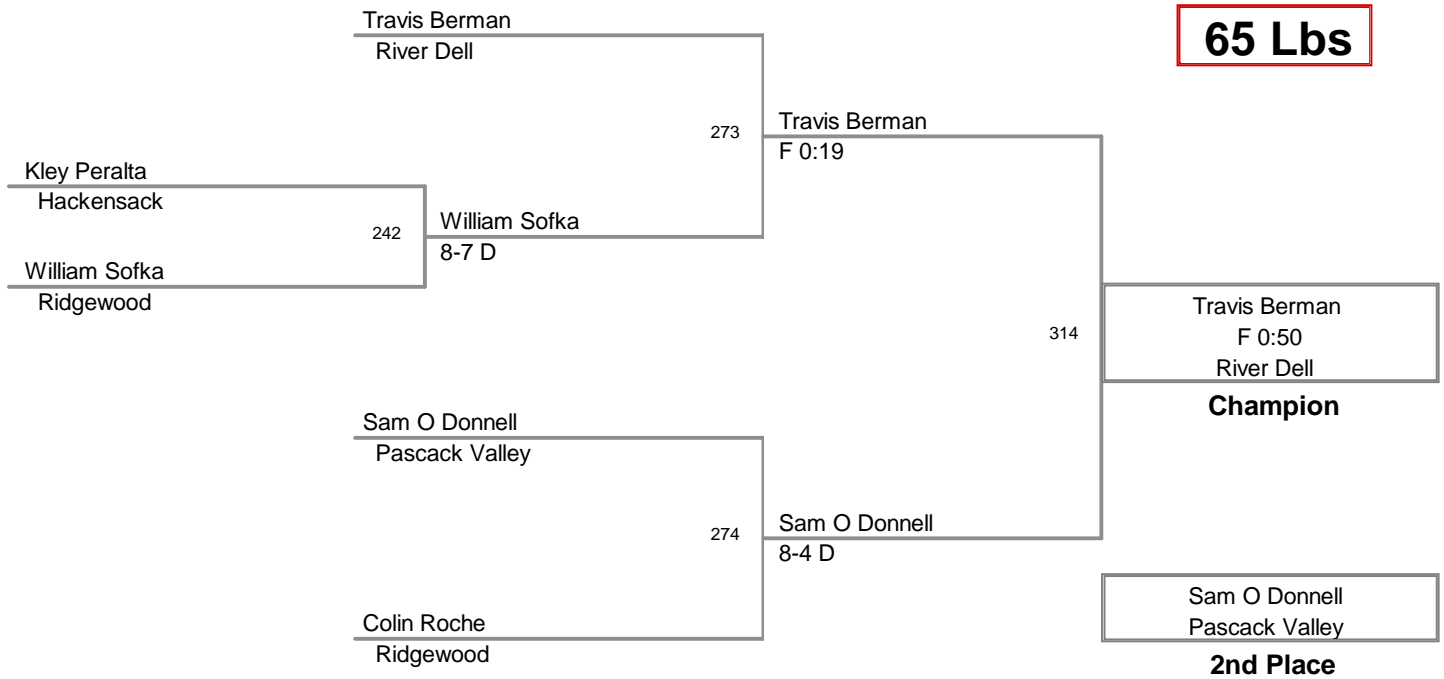 Travis Berman
River Dell
65 Lbs
273
Travis Berman
F 0:19
Kley Peralta
Hackensack
242
William Sofka
8-7 D
William Sofka
Ridgewood
314
Travis Berman
F 0:50
River Dell
Champion
Sam O Donnell
Pascack Valley
274
Sam O Donnell
8-4 D
Colin Roche
Ridgewood
Sam O Donnell
Pascack Valley
2nd Place